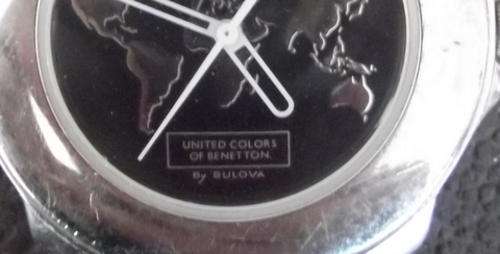 UNITED COLORS
OF BENETTON.
By BULOVA